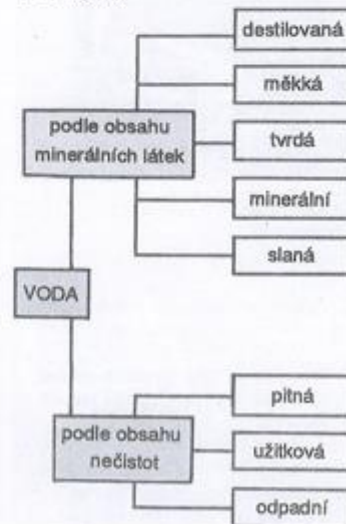 destilovaná
měkká
podle obsahu
minerálních látek
tvrdá
minerální
slaná
VODA
pitná
podle obsahu
nečistot
užitková
odpadní